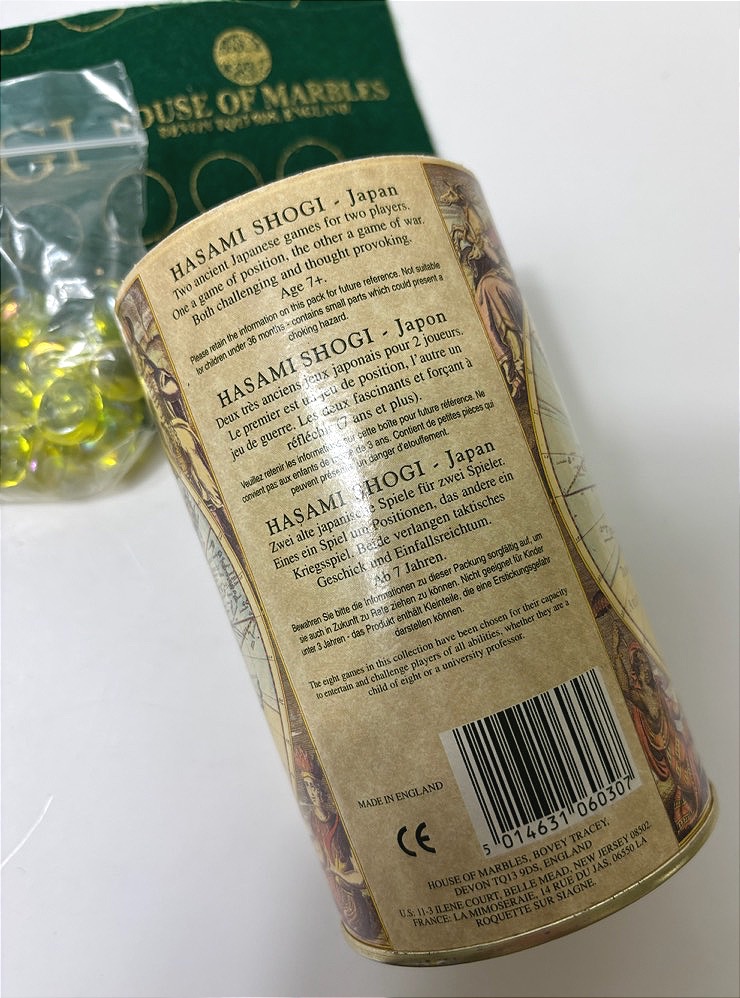 GI
HOUSE OF MARBLES
DEVON TQ13 9DS, ENGLAND
HASAMI SHOGI - Japan
Two ancient Japanese games for two players.
One a game of position, the other a game of war.
Both challenging and thought provoking.
Age 7+.
Please retain the information on this pack for future reference. Not suitable
for children under 36 months - contains small parts which could present a
choking hazard.
HASAMI SHOGI - Japon
Deux très anciens jeux japonais pour 2 joueurs.
Le premier est un jeu de position, l'autre un
jeu de guerre. Les deux fascinants et forçant à
réfléchir (7 ans et plus).
Veuillez retenir les informations sur cette boîte pour future référence. Ne
convient pas aux enfants de moins de 3 ans. Contient de petites pièces qui
peuvent présenter un danger d'étouffement.
HASAMI SHOGI - Japan
Zwei alte japanische Spiele für zwei Spieler.
Eines ein Spiel um Positionen, das andere ein
Kriegsspiel. Beide verlangen taktisches
Geschick und Einfallsreichtum.
Ab 7 Jahren.
Bewahren Sie bitte die Informationen zu dieser Packung sorgfältig auf, um
sie auch in Zukunft zu Rate ziehen zu können. Nicht geeignet für Kinder
unter 3 Jahren - das Produkt enthält Kleinteile, die eine Erstickungsgefahr
darstellen können.
The eight games in this collection have been chosen for their capacity
to entertain and challenge players of all abilities, whether they are a
child of eight or a university professor.
MADE IN ENGLAND
CE
5 014631 060307
HOUSE OF MARBLES, BOVEY TRACEY,
DEVON TQ13 9DS, ENGLAND
U.S: 11-3 ILENE COURT, BELLE MEAD, NEW JERSEY 08502.
FRANCE: LA MIMOSERAIE, 14 RUE DU JAS, 06550 LA
ROQUETTE SUR SIAGNE.